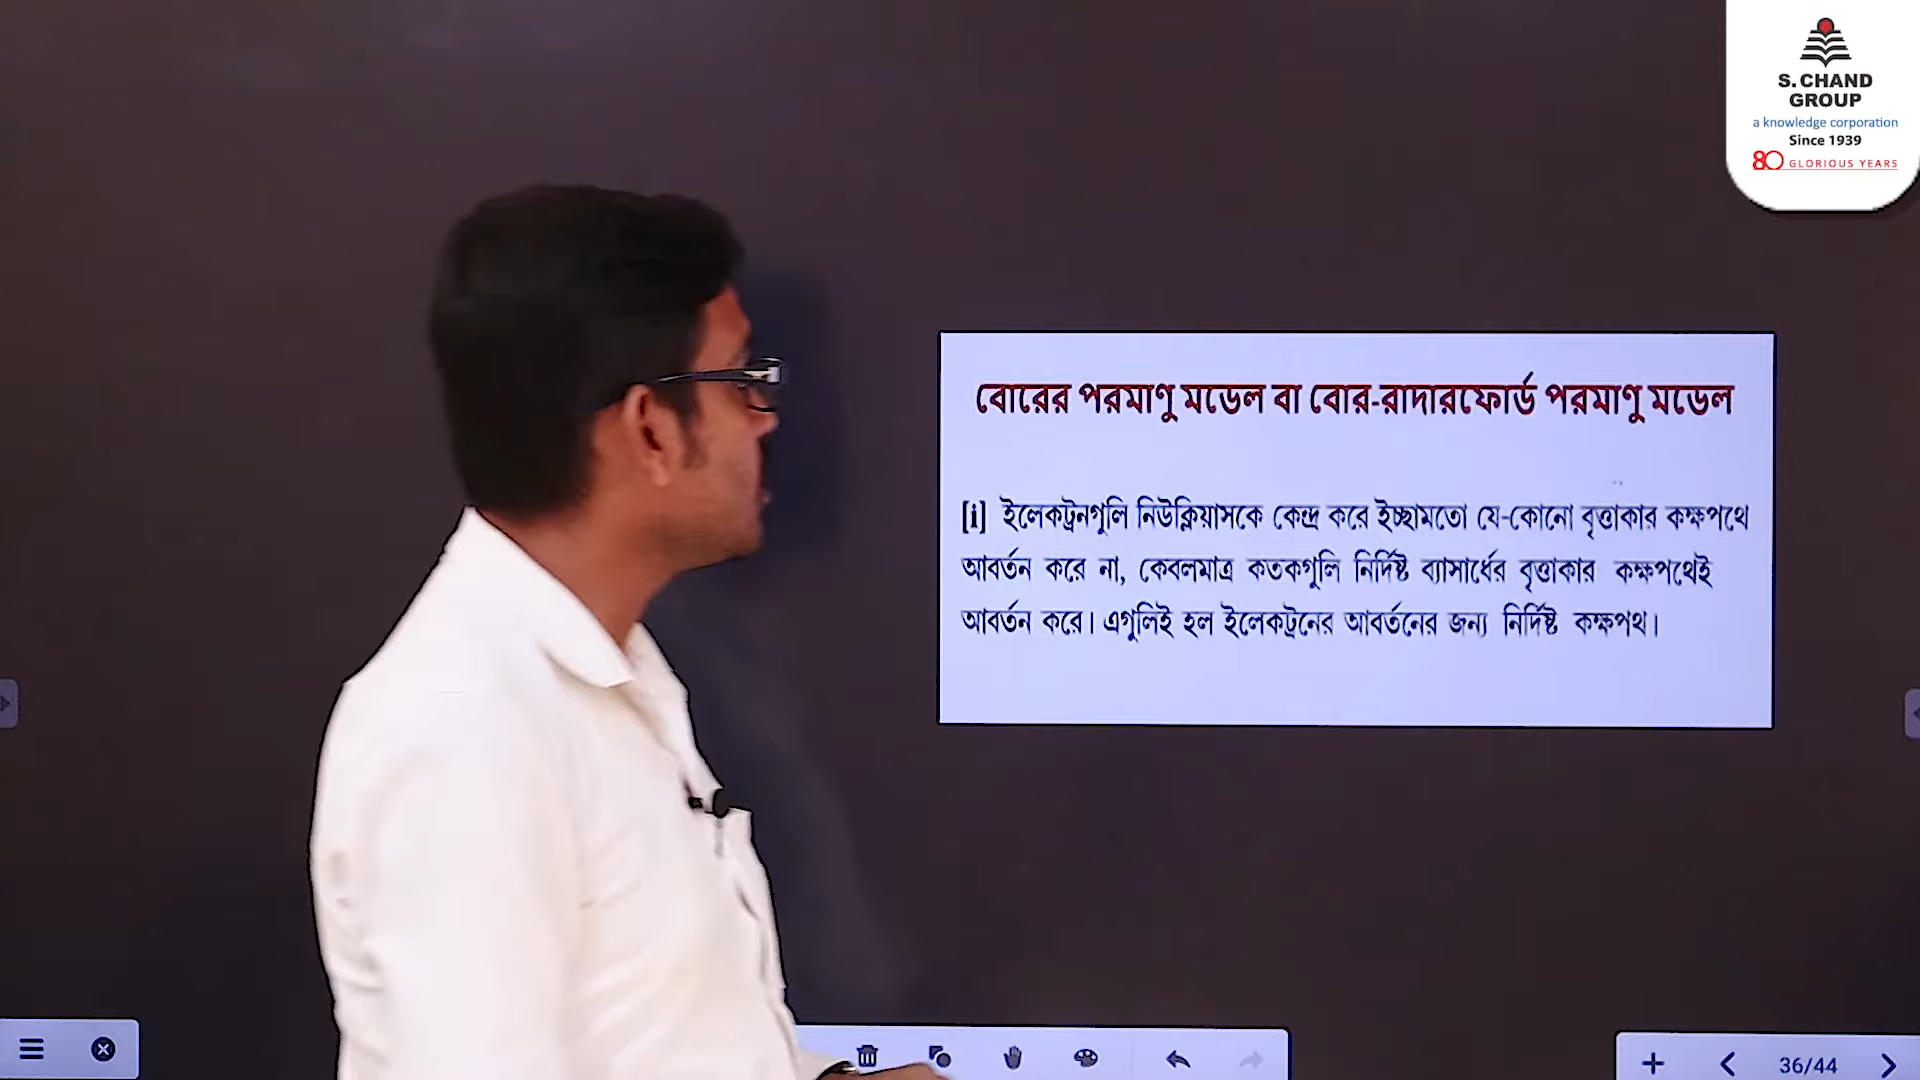 S. CHAND
GROUP
a knowledge corporation
Since 1939
80 GLORIOUS YEARS
বোরের পরমাণু মডেল বা বোর-রাদারফোর্ড পরমাণু মডেল
[i] ইলেকট্রনগুলি নিউক্লিয়াসকে কেন্দ্র করে ইচ্ছামতো যে-কোনো বৃত্তাকার কক্ষপথে
আবর্তন করে না, কেবলমাত্র কতকগুলি নির্দিষ্ট ব্যাসার্ধের বৃত্তাকার কক্ষপথেই
আবর্তন করে। এগুলিই হল ইলেকট্রনের আবর্তনের জন্য নির্দিষ্ট কক্ষপথ।
36/44